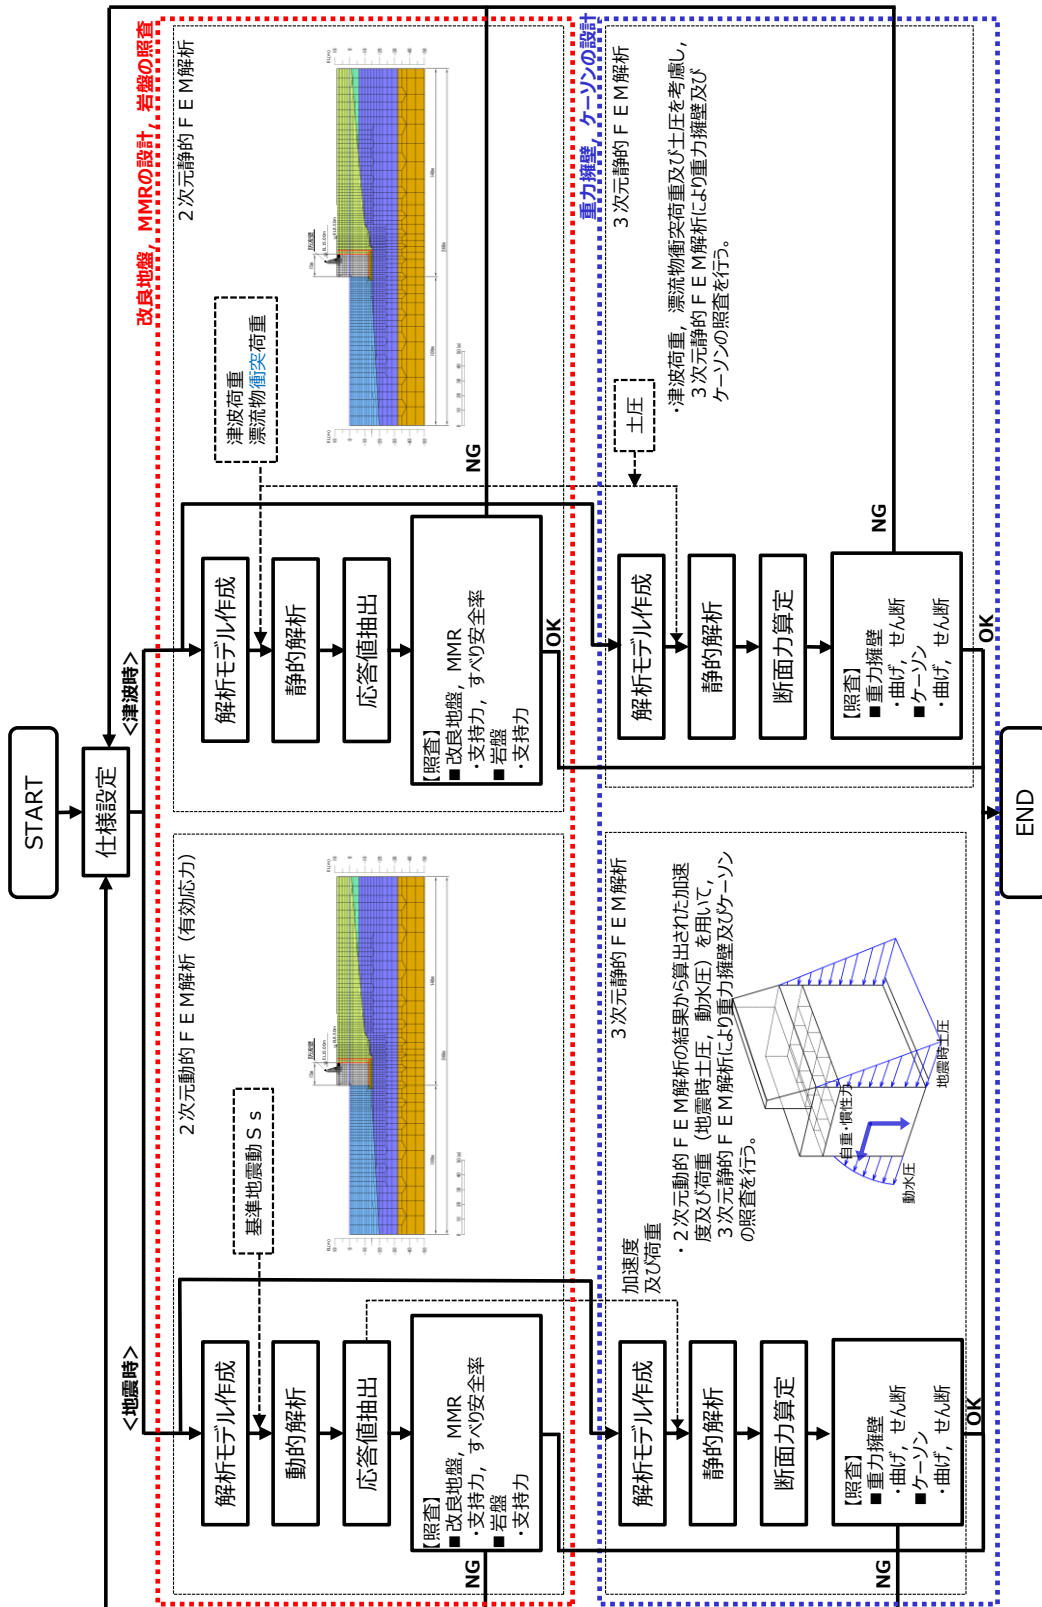 START
仕様設定
<地震時>
<津波時>
改良地盤，MMRの設計，岩盤の照査
2次元動的ＦＥＭ解析（有効応力）
基準地震動Ｓｓ
解析モデル作成
動的解析
応答値抽出
【照査】
■改良地盤，MMR
・支持力，すべり安全率
■岩盤
・支持力
NG
2次元静的ＦＥＭ解析
津波荷重
漂流物衝突荷重
解析モデル作成
静的解析
応答値抽出
【照査】
■改良地盤，MMR
・支持力，すべり安全率
■岩盤
・支持力
NG
OK
重力擁壁，ケーソンの設計
3次元静的ＦＥＭ解析
・2次元動的ＦＥＭ解析の結果から算出された加速
度及び荷重（地震時土圧，動水圧）を用いて，
3次元静的ＦＥＭ解析により重力擁壁及びケーソン
の照査を行う。
加速度
及び荷重
解析モデル作成
静的解析
断面力算定
【照査】
■重力擁壁
・曲げ，せん断
■ケーソン
・曲げ，せん断
NG
OK
自重・慣性力
動水圧
地震時土圧
3次元静的ＦＥＭ解析
・津波荷重，漂流物衝突荷重及び土圧を考慮し，
3次元静的ＦＥＭ解析により重力擁壁及び
ケーソンの照査を行う。
土圧
解析モデル作成
静的解析
断面力算定
【照査】
■重力擁壁
・曲げ，せん断
■ケーソン
・曲げ，せん断
NG
OK
END